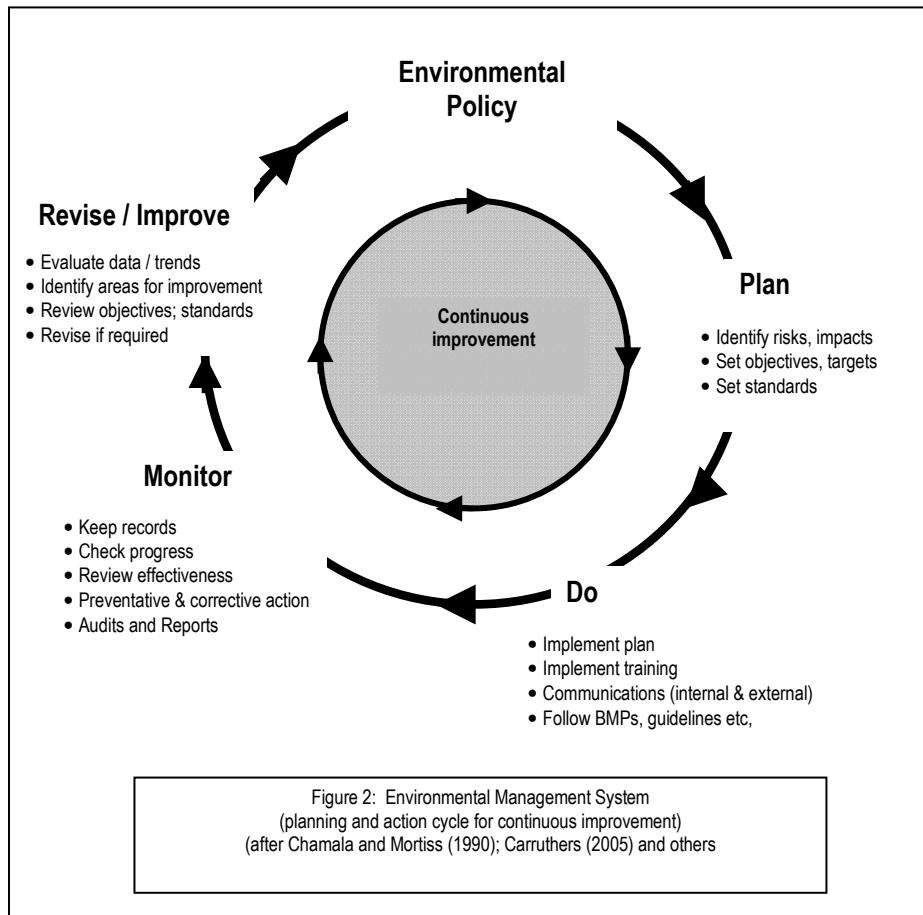 Environmental
Policy
Revise / Improve
• Evaluate data / trends
• Identify areas for improvement
• Review objectives; standards
• Revise if required
Plan
• Identify risks, impacts
• Set objectives, targets
• Set standards
Continuous
improvement
Monitor
• Keep records
• Check progress
• Review effectiveness
• Preventative & corrective action
• Audits and Reports
Do
• Implement plan
• Implement training
• Communications (internal & external)
• Follow BMPs, guidelines etc,
Figure 2: Environmental Management System
(planning and action cycle for continuous improvement)
(after Chamala and Mortiss (1990); Carruthers (2005) and others